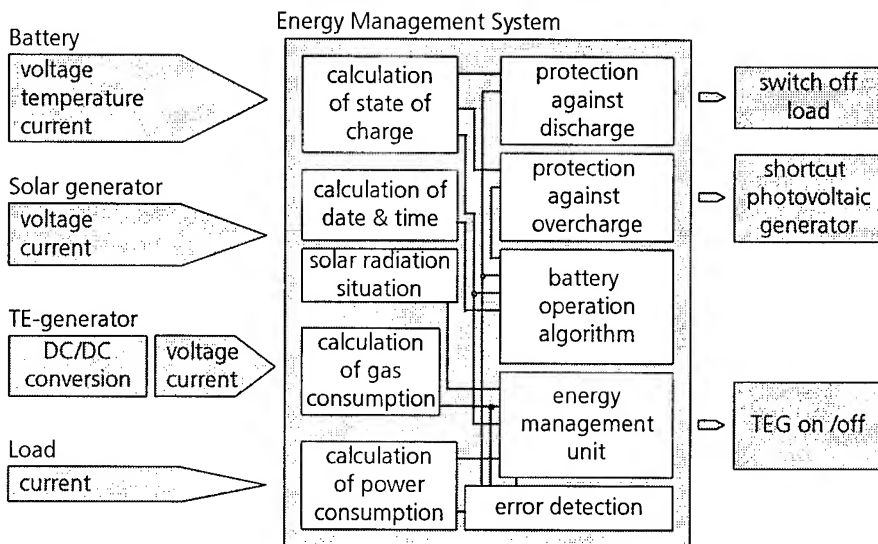 Energy Management System
Battery
voltage
temperature
current
Solar generator
voltage
current
TE-generator
DC/DC
conversion
voltage
current
Load
current
calculation
of state of
charge
calculation of
date & time
solar radiation
situation
calculation
of gas
consumption
calculation
of power
consumption
protection
against
discharge
protection
against
overcharge
battery
operation
algorithm
energy
management
unit
error detection
switch off
load
shortcut
photovoltaic
generator
TEG on /off